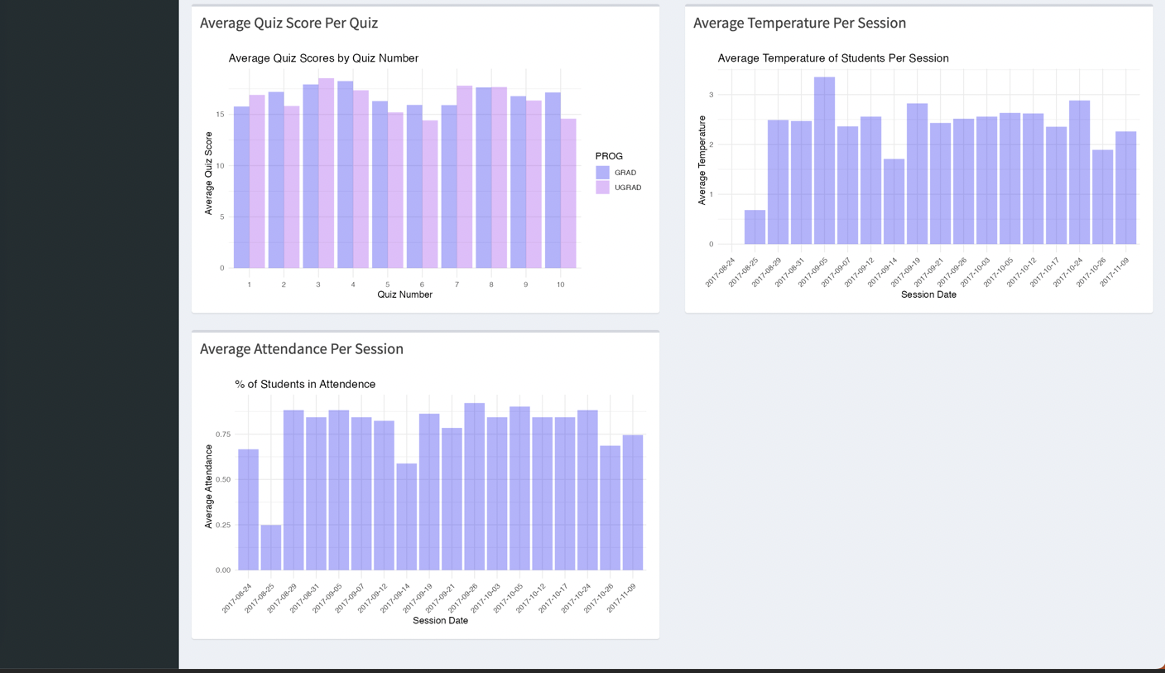 Average Quiz Score Per Quiz
Average Quiz Scores by Quiz Number
Average Quiz Score
15
10
5
0
1 2 3 4 5 6 7 8 9 10
Quiz Number
PROG
GRAD
UGRAD
Average Temperature Per Session
Average Temperature of Students Per Session
Average Temperature
3
2
1
0
2017-08-24 2017-08-25 2017-08-29 2017-08-31 2017-09-05 2017-09-07 2017-09-12 2017-09-14 2017-09-19 2017-09-21 2017-09-26 2017-10-03 2017-10-05 2017-10-12 2017-10-17 2017-10-24 2017-10-26 2017-11-09
Session Date
Average Attendance Per Session
% of Students in Attendence
Average Attendance
0.75
0.50
0.25
0.00
2017-08-24 2017-08-25 2017-08-29 2017-08-31 2017-09-05 2017-09-07 2017-09-12 2017-09-14 2017-09-19 2017-09-21 2017-09-26 2017-10-03 2017-10-05 2017-10-12 2017-10-17 2017-10-24 2017-10-26 2017-11-09
Session Date